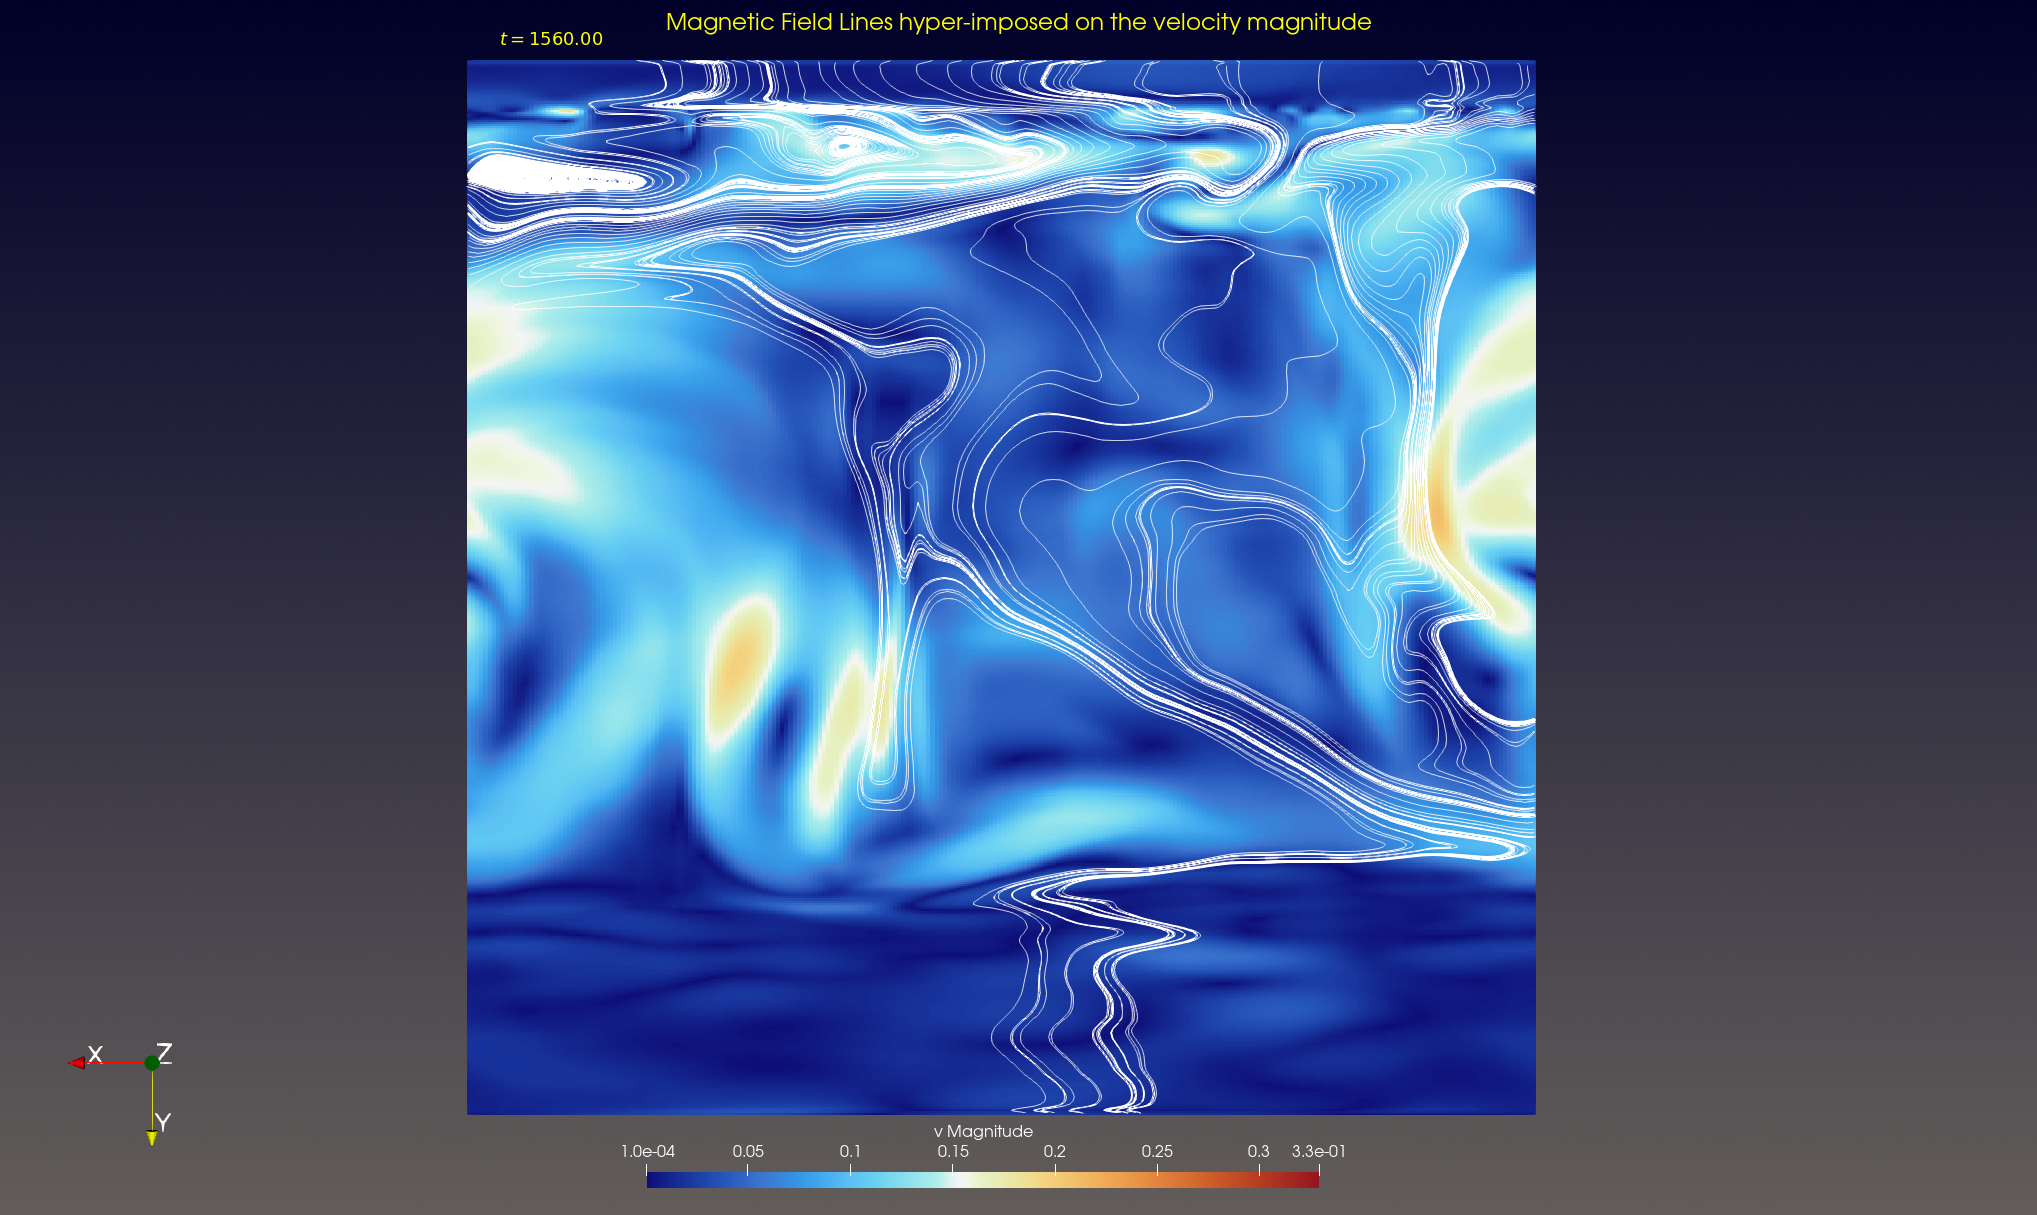 Magnetic Field Lines hyper-imposed on the velocity magnitude
t = 1560.00
X Z
Y
v Magnitude
1.0e-04 0.05 0.1 0.15 0.2 0.25 0.3 3.3e-01